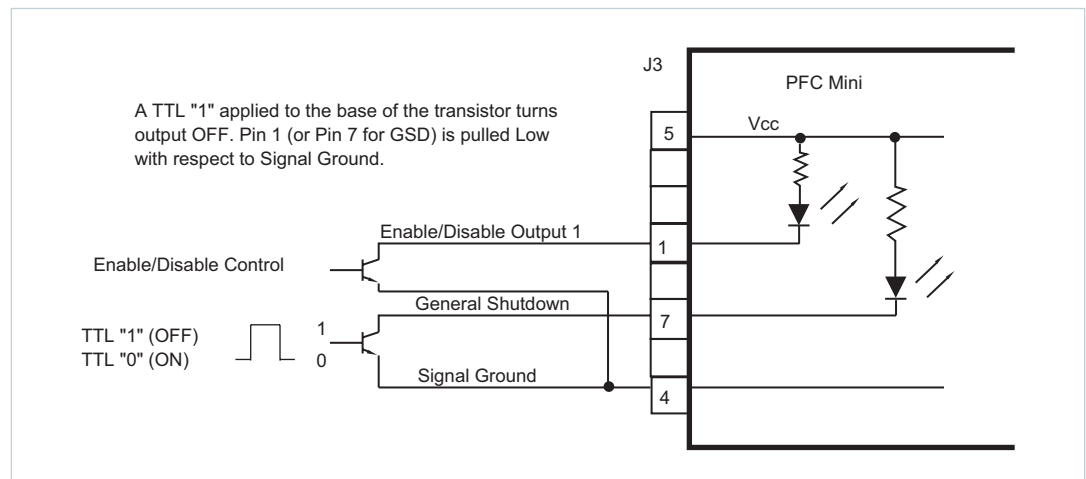 J3
PFC Mini
A TTL "1" applied to the base of the transistor turns
output OFF. Pin 1 (or Pin 7 for GSD) is pulled Low
with respect to Signal Ground.
5
Vcc
Enable/Disable Output 1
1
Enable/Disable Control
General Shutdown
7
TTL "1" (OFF)
1
TTL "0" (ON)
0
Signal Ground
4